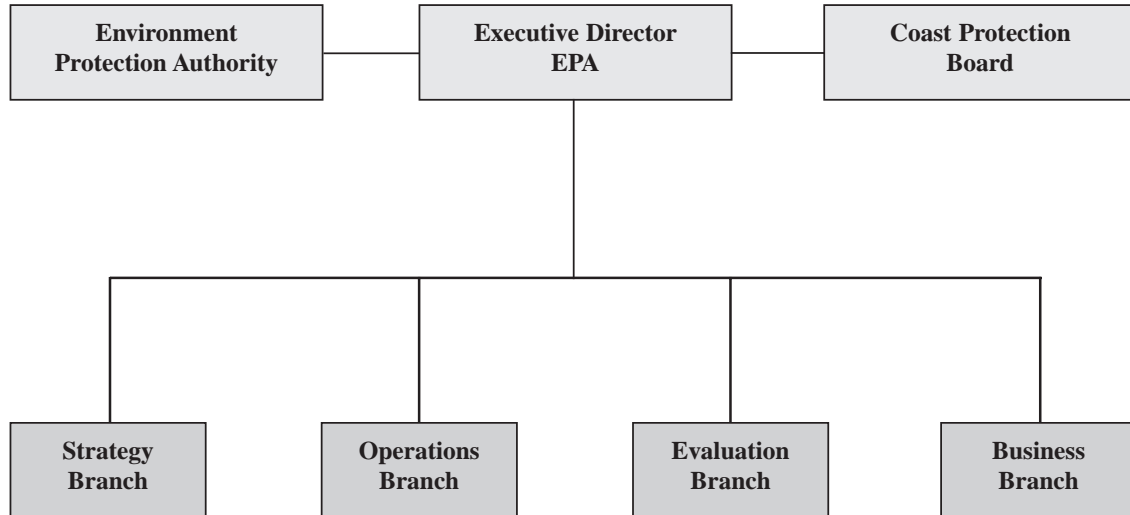 Environment
Protection Authority
Executive Director
EPA
Coast Protection
Board
Strategy
Branch
Operations
Branch
Evaluation
Branch
Business
Branch